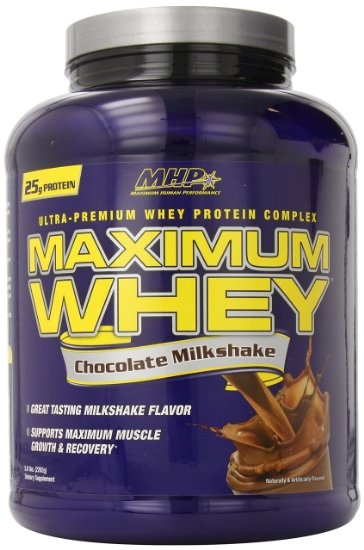 25g PROTEIN
MHP
MAXIMUM HUMAN PERFORMANCE
ULTRA-PREMIUM WHEY PROTEIN COMPLEX
MAXIMUM
WHEY
Chocolate Milkshake
GREAT TASTING MILKSHAKE FLAVOR
SUPPORTS MAXIMUM MUSCLE
GROWTH & RECOVERY*
Dietary Supplement
Naturally & Artificially Flavored